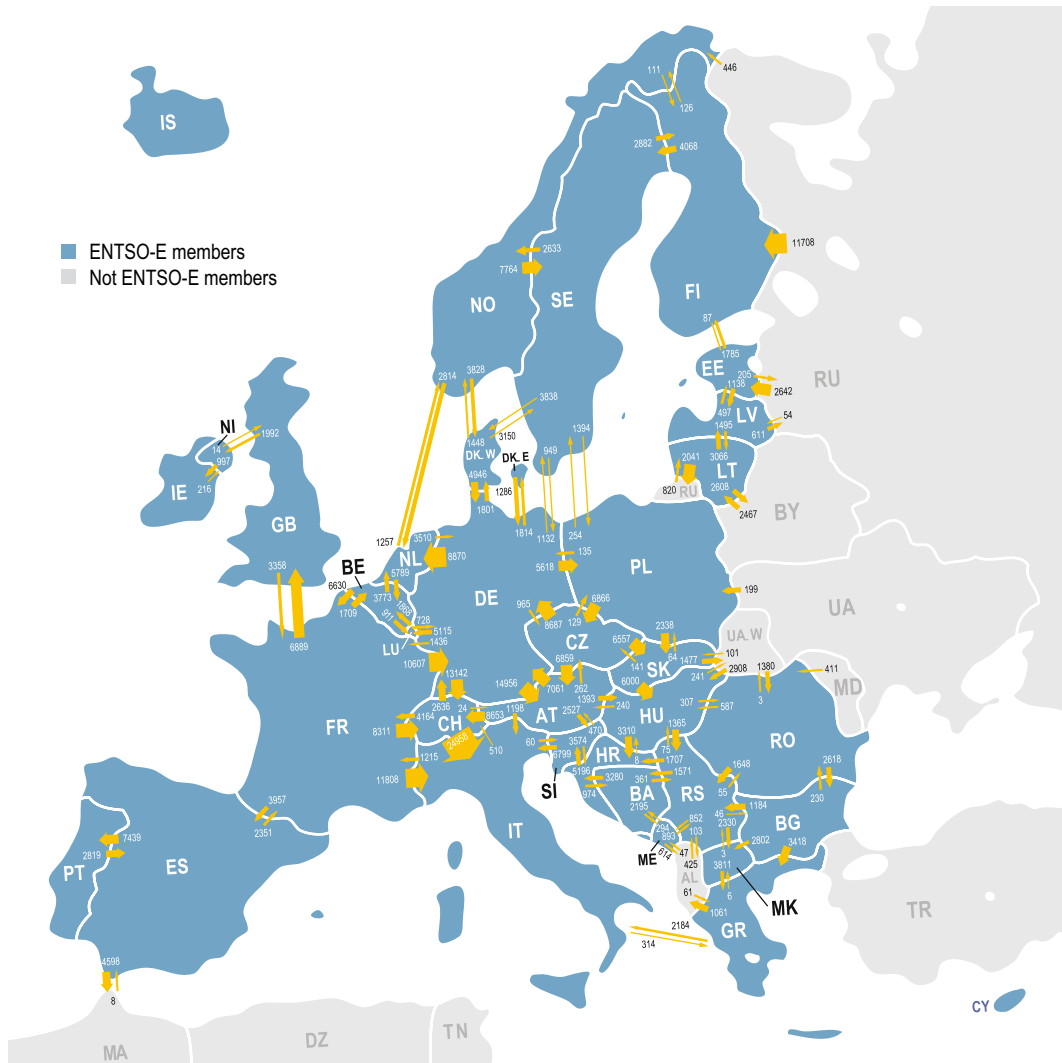 IS
ENTSO-E members
Not ENTSO-E members
111
446
126
2882
4068
2633
7764
11708
NO
SE
FI
87
1785
EE
205
RU
2642
1138
497
LV
54
1495
611
2814
3828
3838
3150
1394
NI
1992
14
997
216
IE
1448
DK. W
DK. E
949
3066
2041
LT
820
RU
2608
2467
BY
4946
1286
1801
1814
1132
254
GB
1257
3510
NL
8870
135
5618
PL
3358
BE
6630
5789
3773
1709
1868
911
728
5115
1436
LU
DE
965
8687
6866
129
CZ
199
UA
UA. W
6889
10607
6557
2338
64
141
SK
101
1477
2908
241
1380
411
MD
3
13142
2636
14956
6859
7061
262
6000
1393
240
24
8653
1198
CH
4164
8311
FR
AT
2527
470
HU
307
587
24958
510
1215
11808
60
6799
3574
5196
HR
3310
8
1365
75
1707
RO
SI
3280
974
BA
361
1571
RS
1648
55
2618
230
IT
2195
294
852
893
103
614
47
425
ME
46
1184
2330
BG
3
2802
3418
3811
6
MK
AL
61
1061
GR
TR
3957
2351
7439
2819
PT
ES
2184
314
4598
8
MA
DZ
TN
CY